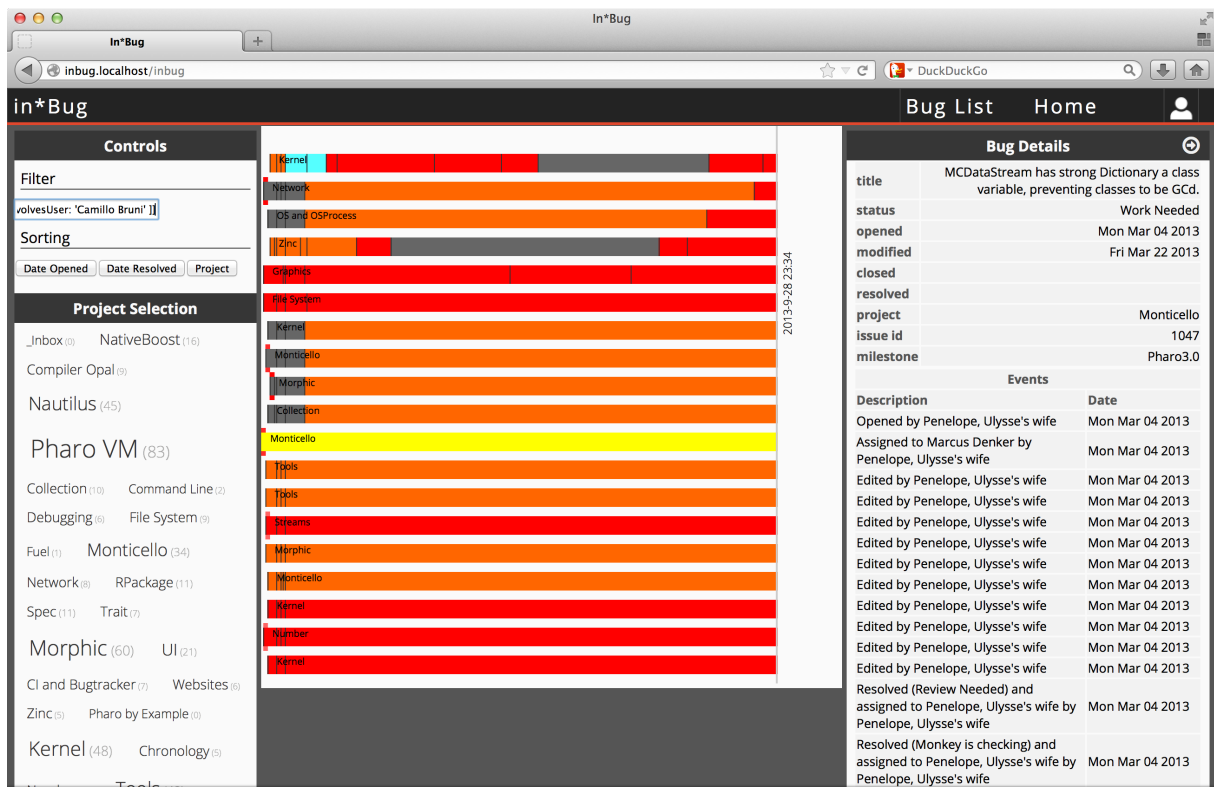 In*Bug
In*Bug
inbug.localhost/inbug
DuckDuckGo
in*Bug
Bug List Home
Controls
Filter
volvesUser: 'Camillo Bruni' ]]
Sorting
Date Opened Date Resolved Project
Project Selection
_Inbox (0) NativeBoost (16)
Compiler Opal (9)
Nautilus (45)
Pharo VM (83)
Collection (10) Command Line (2)
Debugging (6) File System (9)
Fuel (1) Monticello (34)
Network (8) RPackage (11)
Spec (11) Trait (7)
Morphic (60) UI (21)
CI and Bugtracker (7) Websites (6)
Zinc (5) Pharo by Example (0)
Kernel (48) Chronology (5)
Tools
Kernel
Network
OS and OSProcess
Zinc
Graphics
File System
Kernel
Monticello
Morphic
Collection
Monticello
Tools
Tools
Streams
Morphic
Monticello
Kernel
Number
Kernel
2013-9-28 23:34
Bug Details
title MCDataStream has strong Dictionary a class
variable, preventing classes to be GCd.
status Work Needed
opened Mon Mar 04 2013
modified Fri Mar 22 2013
closed
resolved
project Monticello
issue id 1047
milestone Pharo3.0
Events
Description Date
Opened by Penelope, Ulysse's wife Mon Mar 04 2013
Assigned to Marcus Denker by
Penelope, Ulysse's wife Mon Mar 04 2013
Edited by Penelope, Ulysse's wife Mon Mar 04 2013
Edited by Penelope, Ulysse's wife Mon Mar 04 2013
Edited by Penelope, Ulysse's wife Mon Mar 04 2013
Edited by Penelope, Ulysse's wife Mon Mar 04 2013
Edited by Penelope, Ulysse's wife Mon Mar 04 2013
Edited by Penelope, Ulysse's wife Mon Mar 04 2013
Edited by Penelope, Ulysse's wife Mon Mar 04 2013
Edited by Penelope, Ulysse's wife Mon Mar 04 2013
Edited by Penelope, Ulysse's wife Mon Mar 04 2013
Edited by Penelope, Ulysse's wife Mon Mar 04 2013
Resolved (Review Needed) and
assigned to Penelope, Ulysse's wife by
Penelope, Ulysse's wife Mon Mar 04 2013
Resolved (Monkey is checking) and
assigned to Penelope, Ulysse's wife by
Penelope, Ulysse's wife Mon Mar 04 2013